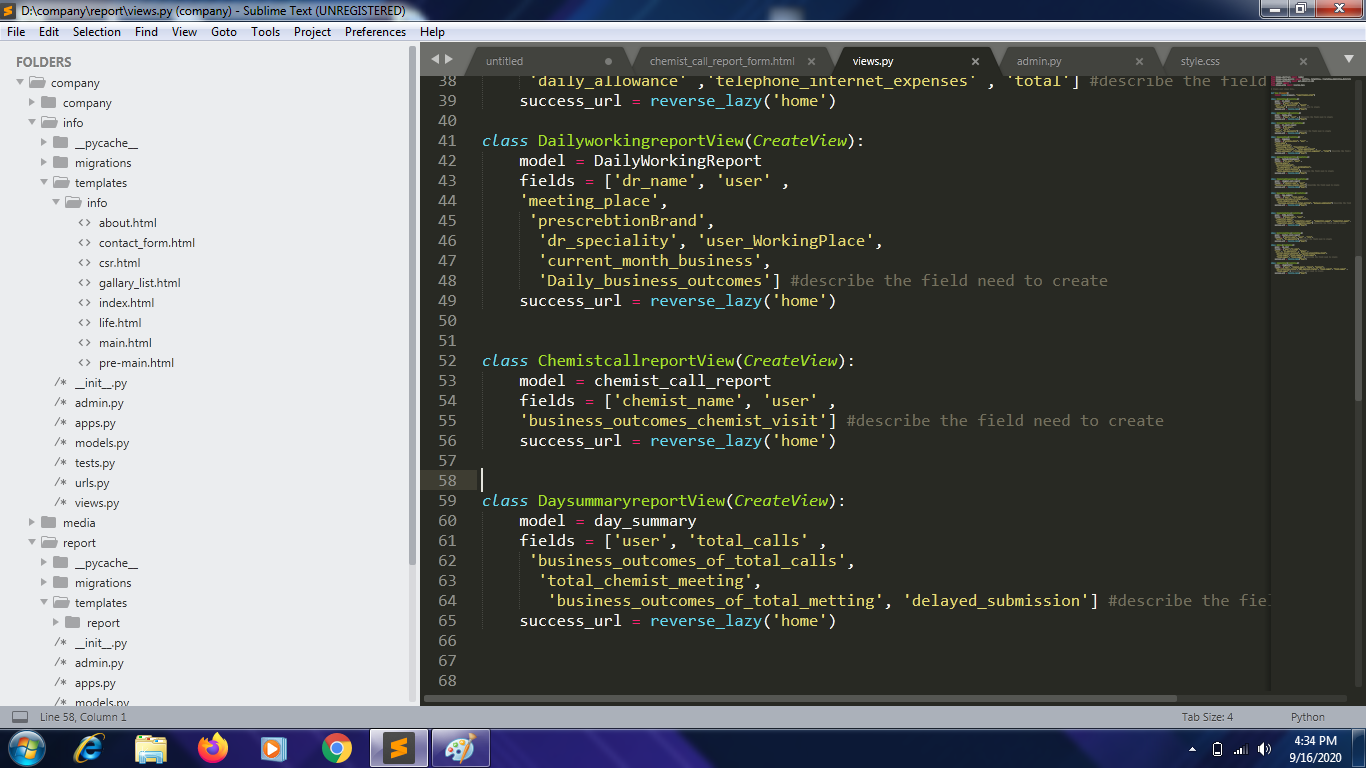 D:\company\report\views.py (company) - Sublime Text (UNREGISTERED)
File Edit Selection Find View Goto Tools Project Preferences Help
FOLDERS
company
company
info
__pycache__
migrations
templates
info
about.html
contact_form.html
csr.html
gallary_list.html
index.html
life.html
main.html
pre-main.html
/* __init__.py
/* admin.py
/* apps.py
/* models.py
/* tests.py
/* urls.py
/* views.py
media
report
__pycache__
migrations
templates
report
/* __init__.py
/* admin.py
/* apps.py
/* models.py
untitled
chemist_call_report_form.html
views.py
admin.py
style.css
38 'daily_allowance' ,'telephone_internet_expenses' , 'total'] #describe the field
39 success_url = reverse_lazy('home')
40
41 class DailyworkingreportView(CreateView):
42 model = DailyWorkingReport
43 fields = ['dr_name', 'user' ,
44 'meeting_place',
45 'prescrebtionBrand',
46 'dr_speciality', 'user_WorkingPlace',
47 'current_month_business',
48 'Daily_business_outcomes'] #describe the field need to create
49 success_url = reverse_lazy('home')
50
51
52 class ChemistcallreportView(CreateView):
53 model = chemist_call_report
54 fields = ['chemist_name', 'user' ,
55 'business_outcomes_chemist_visit'] #describe the field need to create
56 success_url = reverse_lazy('home')
57
58
59 class DaysummaryreportView(CreateView):
60 model = day_summary
61 fields = ['user', 'total_calls' ,
62 'business_outcomes_of_total_calls',
63 'total_chemist_meeting',
64 'business_outcomes_of_total_metting', 'delayed_submission'] #describe the fie
65 success_url = reverse_lazy('home')
66
67
68
Line 58, Column 1
Tab Size: 4
Python
4:34 PM
9/16/2020